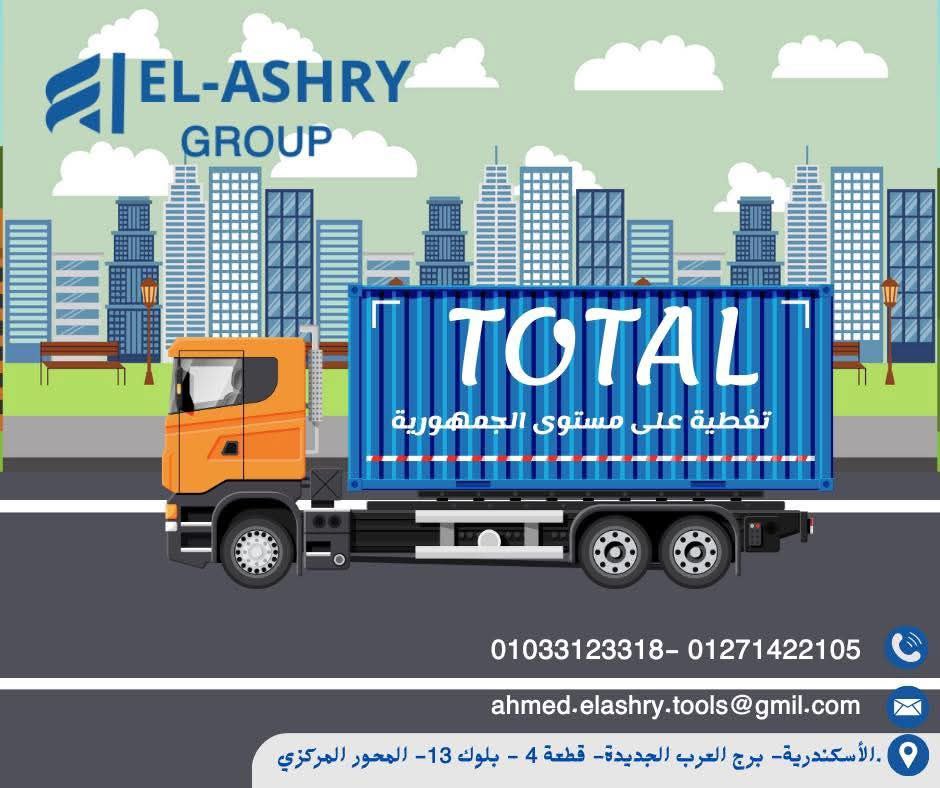 EL-ASHRY
GROUP
TOTAL
تغطية على مستوى الجمهورية
01033123318- 01271422105
ahmed.elashry.tools@gmil.com
الأسكندرية- برج العرب الجديدة- قطعة 4 - بلوك 13- المحور المركزي.